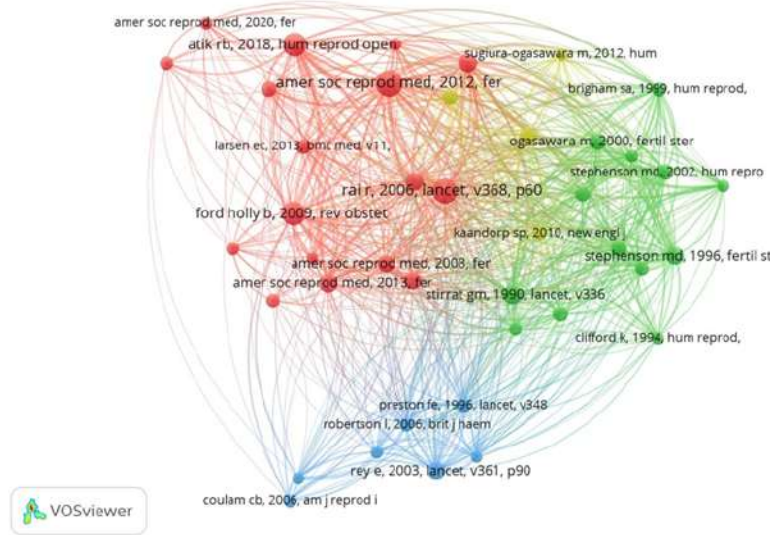 amer soc reprod med, 2020, fer
atik rb, 2018, hum reprod open
sugiura-ogasawara m, 2012, hum
amer soc reprod med, 2012, fer
brigham sa, 1999, hum reprod,
larsen ec, 2013, bmc med, v11,
ogasawara m, 2000, fertil ster
stephenson md, 2002, hum repro
rai r, 2006, lancet, v368, p60
ford holly b, 2009, rev obstet
kaandorp sp, 2010, new engl j
stephenson md, 1996, fertil st
amer soc reprod med, 2008, fer
amer soc reprod med, 2013, fer
stirrat gm, 1990, lancet, v336
clifford k, 1994, hum reprod,
preston fe, 1996, lancet, v348
robertson l, 2006, brit j haem
rey e, 2003, lancet, v361, p90
coulam cb, 2006, am j reprod i
VOSviewer